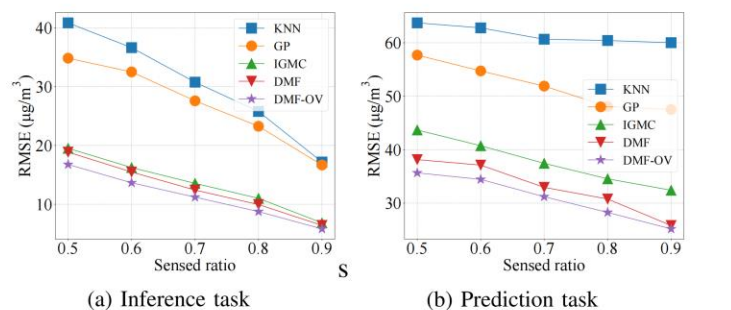 40
30
20
10
RMSE (μg/m³)
KNN
GP
IGMC
DMF
DMF-OV
0.5 0.6 0.7 0.8 0.9
Sensed ratio
(a) Inference task
s
60
50
40
30
RMSE (μg/m³)
KNN
GP
IGMC
DMF
DMF-OV
0.5 0.6 0.7 0.8 0.9
Sensed ratio
(b) Prediction task